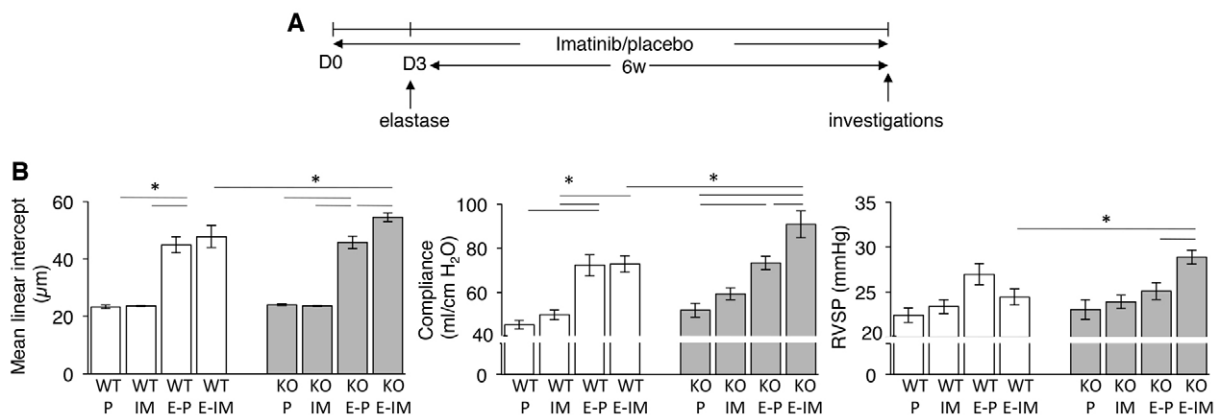 A
Imatinib/placebo
D0 D3 6w
elastase investigations
B
Mean linear intercept
(µm)
60
40
20
0
* *
WT WT WT WT KO KO KO KO
P IM E-P E-IM P IM E-P E-IM
Compliance
(ml/cm H₂O)
100
80
60
40
0
* *
WT WT WT WT KO KO KO KO
P IM E-P E-IM P IM E-P E-IM
RVSP (mmHg)
35
30
25
20
0
*
WT WT WT WT KO KO KO KO
P IM E-P E-IM P IM E-P E-IM